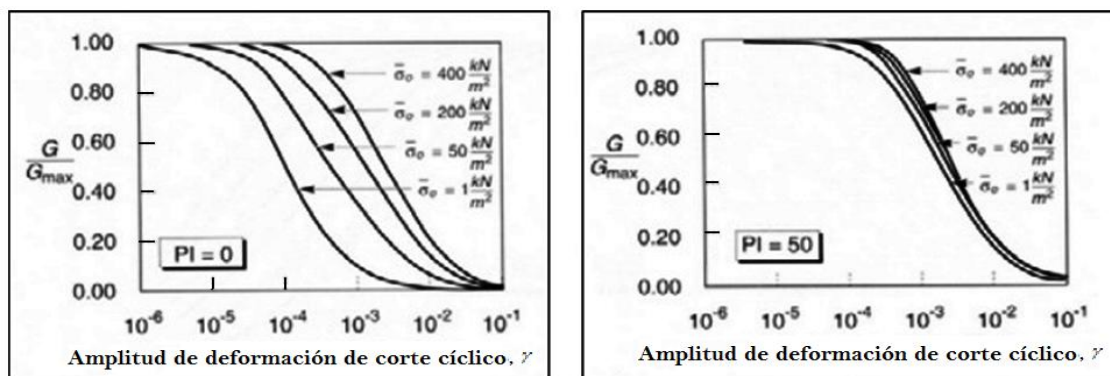 1.00
0.80
0.60
0.40
0.20
0.00
G
Gmax
σ̄ₒ = 400 kN/m²
σ̄ₒ = 200 kN/m²
σ̄ₒ = 50 kN/m²
σ̄ₒ = 1 kN/m²
PI = 0
10⁻⁶ 10⁻⁵ 10⁻⁴ 10⁻³ 10⁻² 10⁻¹
Amplitud de deformación de corte cíclico, γ
1.00
0.80
0.60
0.40
0.20
0.00
G
Gmax
σ̄ₒ = 400 kN/m²
σ̄ₒ = 200 kN/m²
σ̄ₒ = 50 kN/m²
σ̄ₒ = 1 kN/m²
PI = 50
10⁻⁶ 10⁻⁵ 10⁻⁴ 10⁻³ 10⁻² 10⁻¹
Amplitud de deformación de corte cíclico, γ